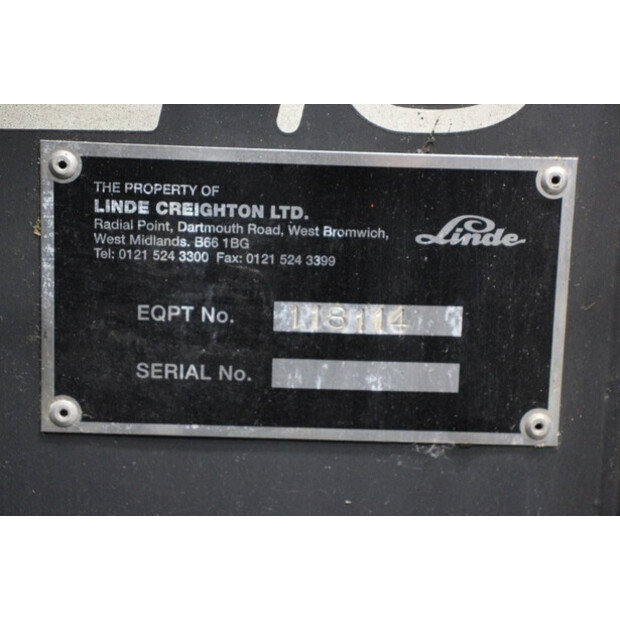 THE PROPERTY OF
LINDE CREIGHTON LTD.
Radial Point, Dartmouth Road, West Bromwich,
West Midlands. B66 1BG
Tel: 0121 524 3300 Fax: 0121 524 3399
Linde
EQPT No. 118114
SERIAL No.